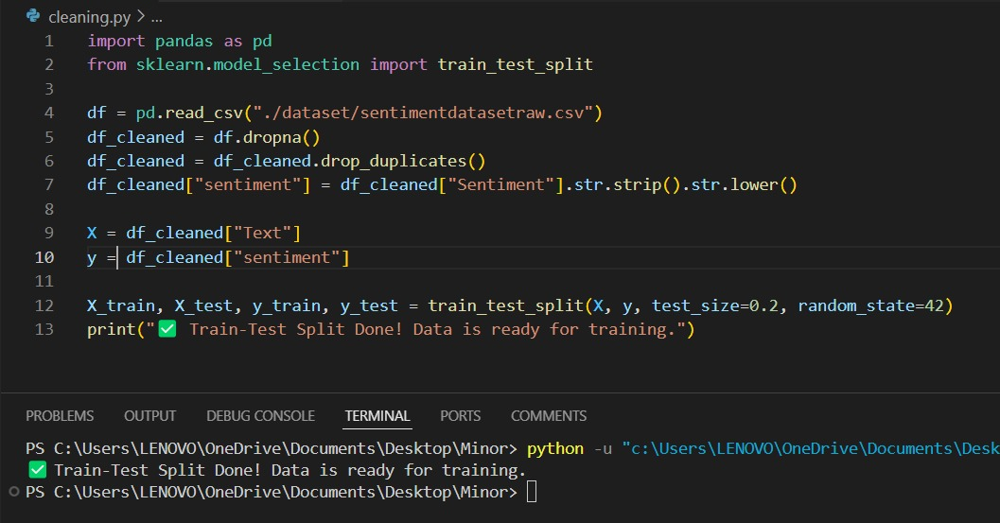 cleaning.py > ...
1 import pandas as pd
2 from sklearn.model_selection import train_test_split
3
4 df = pd.read_csv("./dataset/sentimentdatasetraw.csv")
5 df_cleaned = df.dropna()
6 df_cleaned = df_cleaned.drop_duplicates()
7 df_cleaned["sentiment"] = df_cleaned["Sentiment"].str.strip().str.lower()
8
9 X = df_cleaned["Text"]
10 y = df_cleaned["sentiment"]
11
12 X_train, X_test, y_train, y_test = train_test_split(X, y, test_size=0.2, random_state=42)
13 print("✅ Train-Test Split Done! Data is ready for training.")
PROBLEMS OUTPUT DEBUG CONSOLE TERMINAL PORTS COMMENTS
PS C:\Users\LENOVO\OneDrive\Documents\Desktop\Minor> python -u "c:\Users\LENOVO\OneDrive\Documents\Desk
✅ Train-Test Split Done! Data is ready for training.
PS C:\Users\LENOVO\OneDrive\Documents\Desktop\Minor>